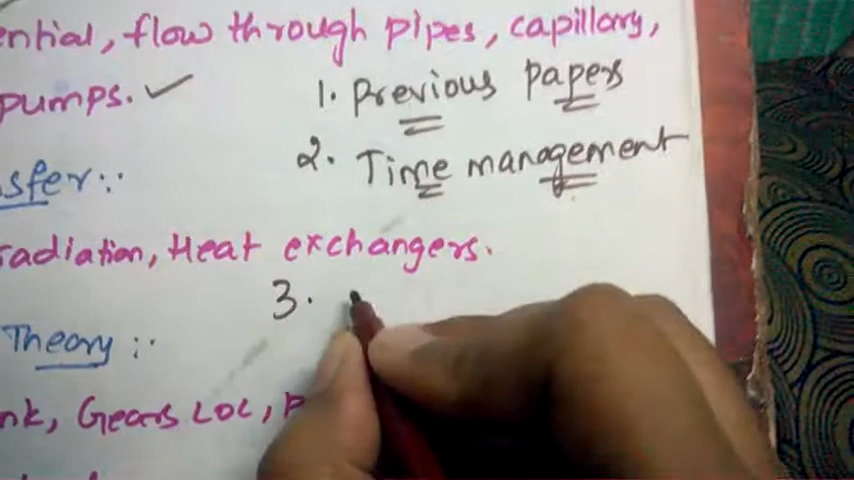 ential, flow through pipes, capillary,
pumps. ✓
1. Previous papers
2. Time management
sfer:.
radiation, Heat exchangers.
3.
Theory :.
nk, Gears LOC,